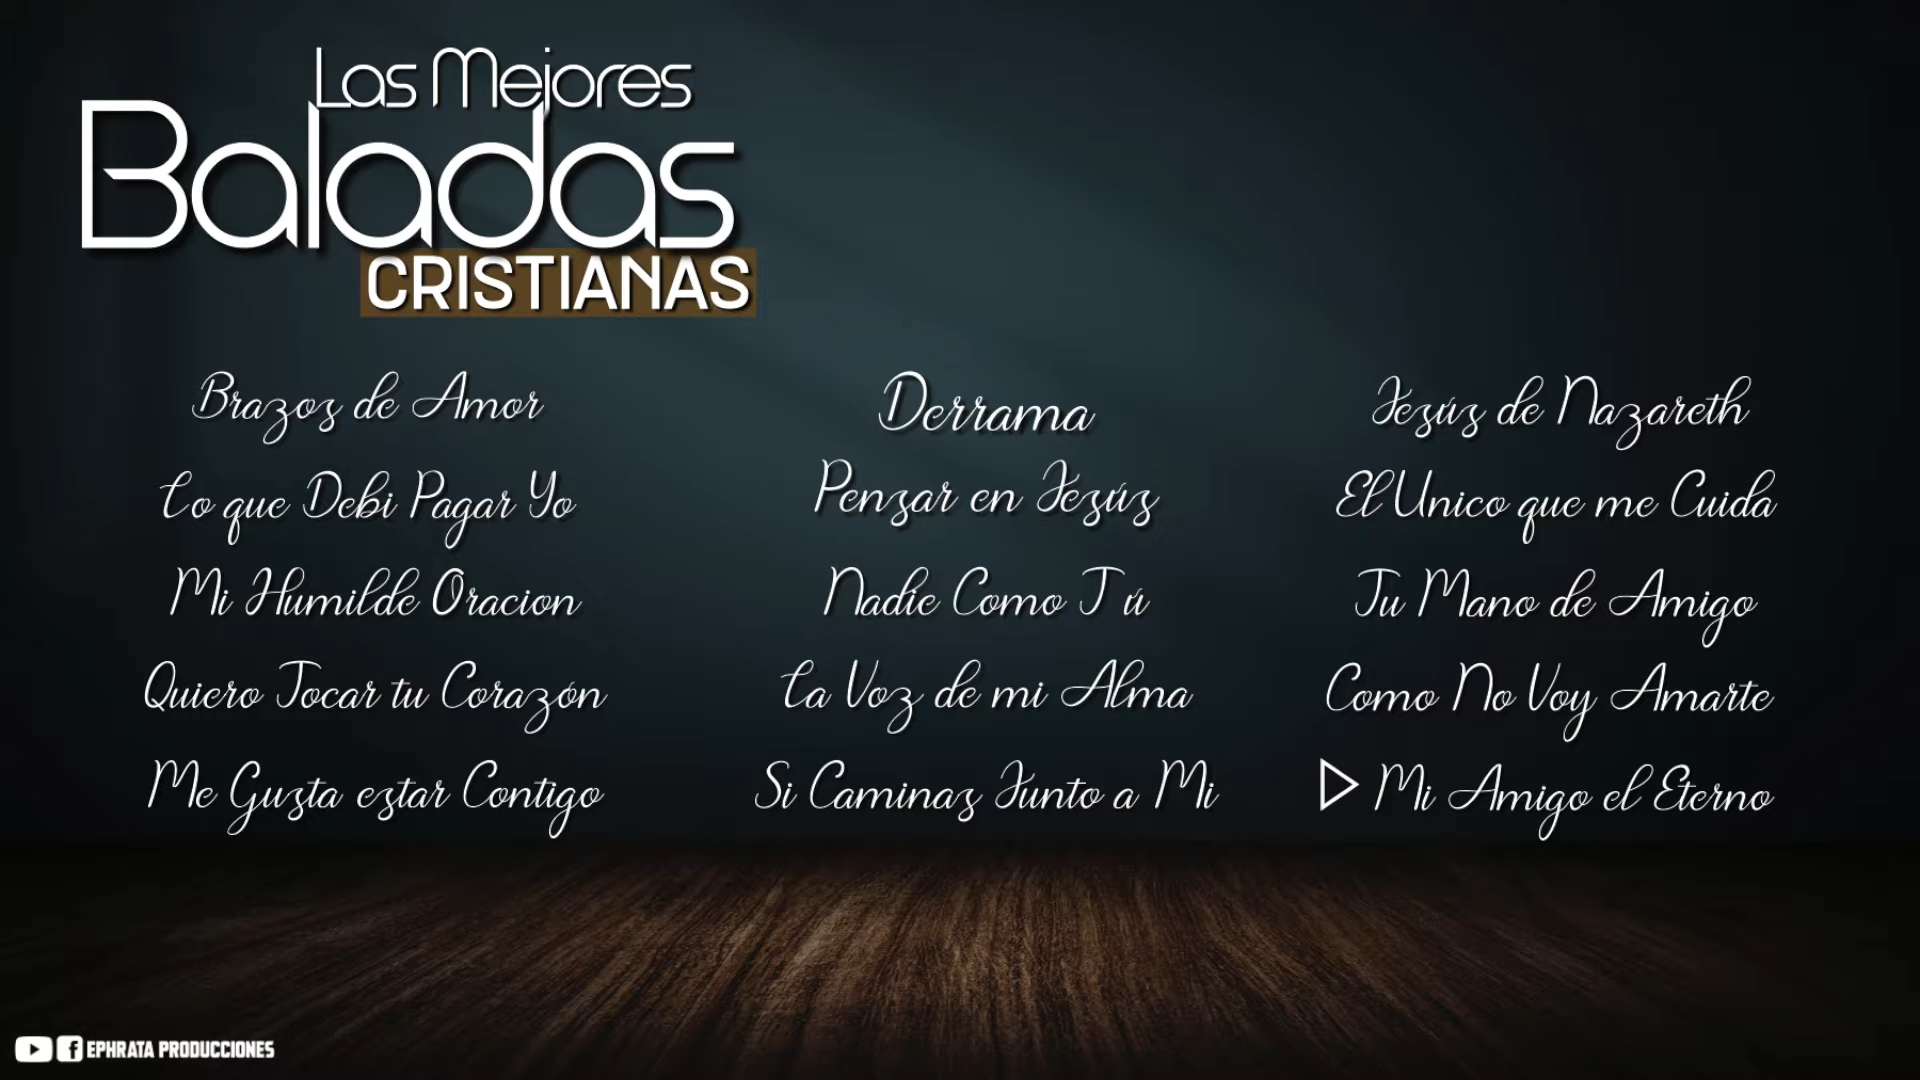 Las Mejores
Baladas
CRISTIANAS
Brazos de Amor
Lo que Debi Pagar Yo
Mi Humilde Oracion
Quiero Tocar tu Corazón
Me Gusta estar Contigo
Derrama
Pensar en Jesús
Nadie Como Tú
La Voz de mi Alma
Si Caminas Junto a Mi
Jesús de Nazareth
El Unico que me Cuida
Tu Mano de Amigo
Como No Voy Amarte
Mi Amigo el Eterno
EPHRATA PRODUCCIONES